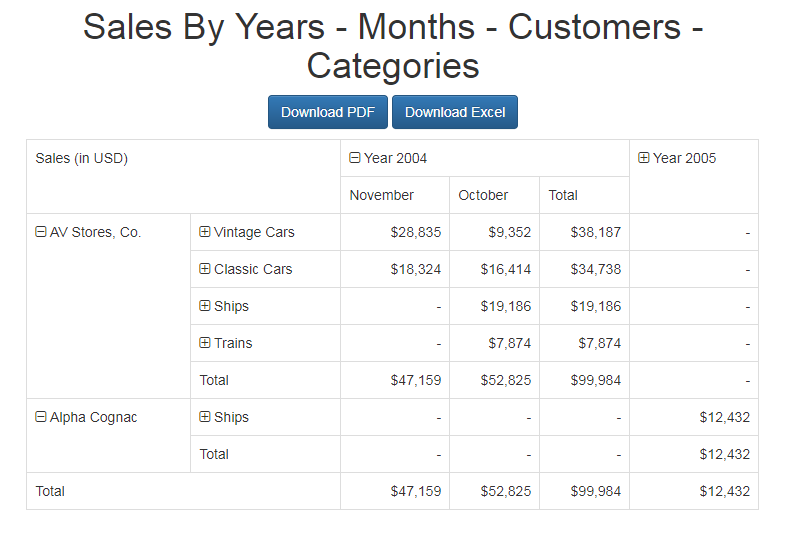 Sales By Years - Months - Customers -
Categories
Download PDF Download Excel
Sales (in USD) Year 2004 Year 2005
November October Total
AV Stores, Co. Vintage Cars $28,835 $9,352 $38,187 -
Classic Cars $18,324 $16,414 $34,738 -
Ships - $19,186 $19,186 -
Trains - $7,874 $7,874 -
Total $47,159 $52,825 $99,984 -
Alpha Cognac Ships - - - $12,432
Total - - - $12,432
Total $47,159 $52,825 $99,984 $12,432